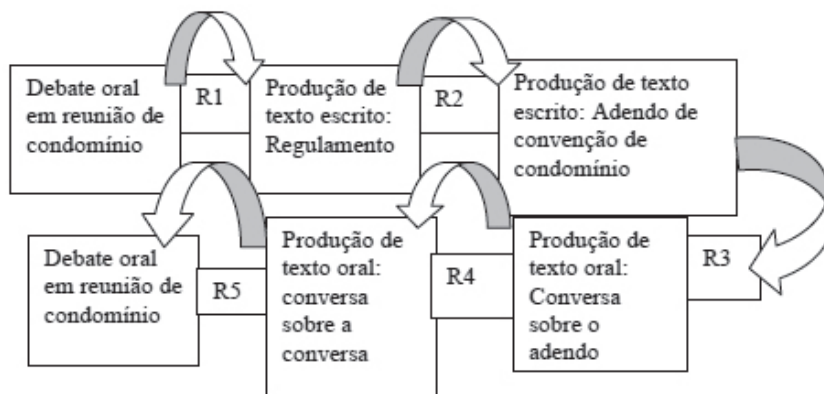 Debate oral
em reunião de
condomínio
R1
Produção de
texto escrito:
Regulamento
R2
Produção de texto
escrito: Adendo de
convenção de
condomínio
R3
Produção de
texto oral:
Conversa
sobre o
adendo
R4
Produção de
texto oral:
conversa
sobre a
conversa
R5
Debate oral
em reunião de
condomínio